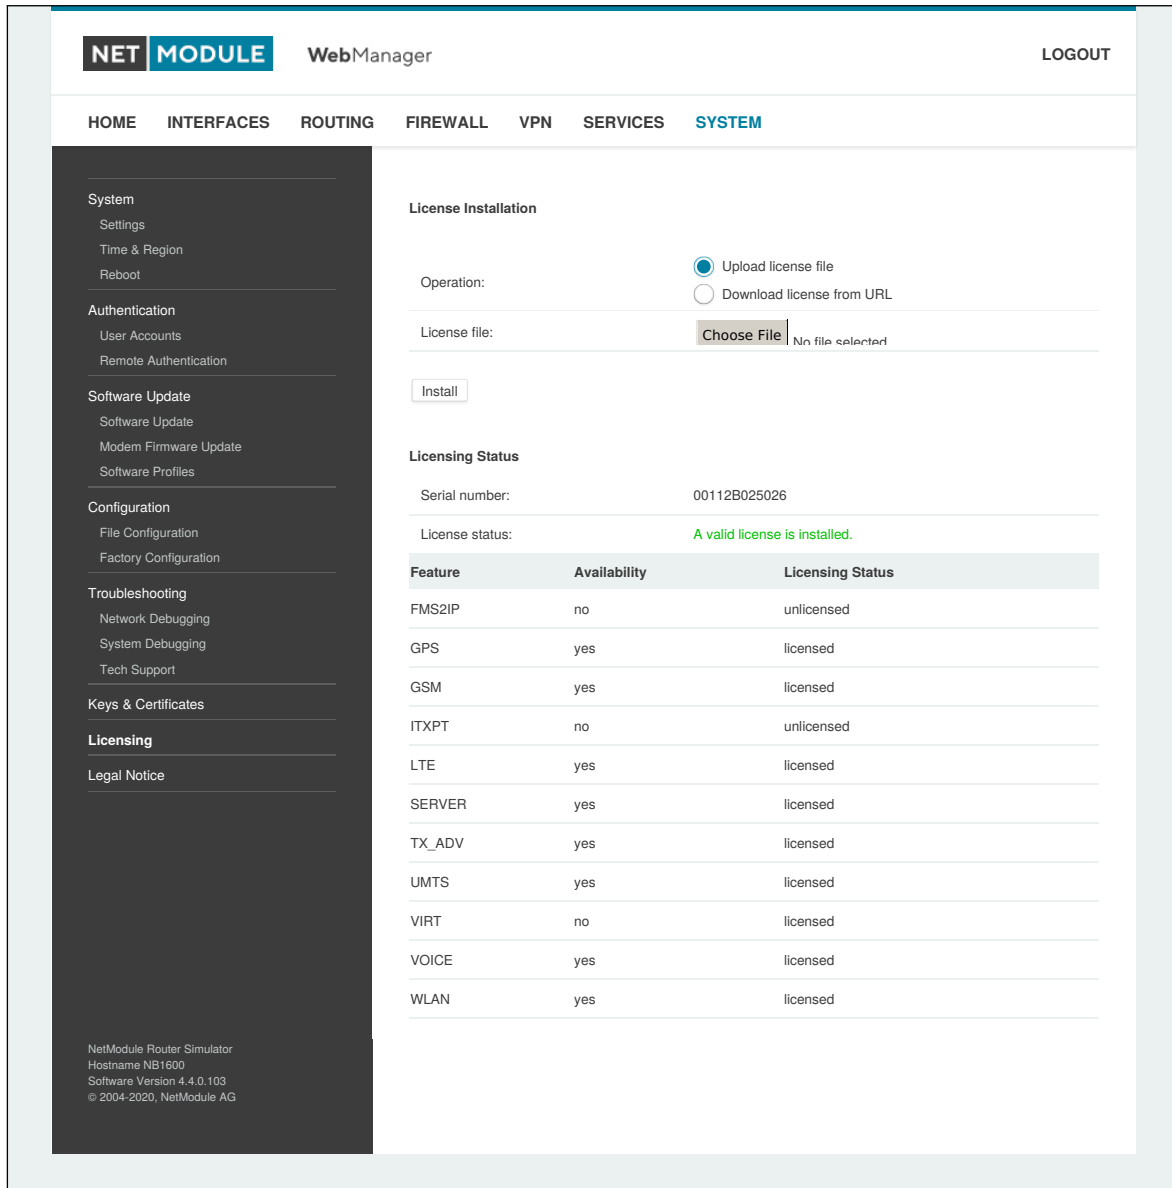 NET MODULE WebManager LOGOUT
HOME INTERFACES ROUTING FIREWALL VPN SERVICES SYSTEM
System
Settings
Time & Region
Reboot
Authentication
User Accounts
Remote Authentication
Software Update
Software Update
Modem Firmware Update
Software Profiles
Configuration
File Configuration
Factory Configuration
Troubleshooting
Network Debugging
System Debugging
Tech Support
Keys & Certificates
Licensing
Legal Notice
NetModule Router Simulator
Hostname NB1600
Software Version 4.4.0.103
© 2004-2020, NetModule AG
License Installation
Operation:
Upload license file
Download license from URL
License file: Choose File No file selected
Install
Licensing Status
Serial number: 00112B025026
License status: A valid license is installed.
Feature Availability Licensing Status
FMS2IP no unlicensed
GPS yes licensed
GSM yes licensed
ITXPT no unlicensed
LTE yes licensed
SERVER yes licensed
TX_ADV yes licensed
UMTS yes licensed
VIRT no licensed
VOICE yes licensed
WLAN yes licensed